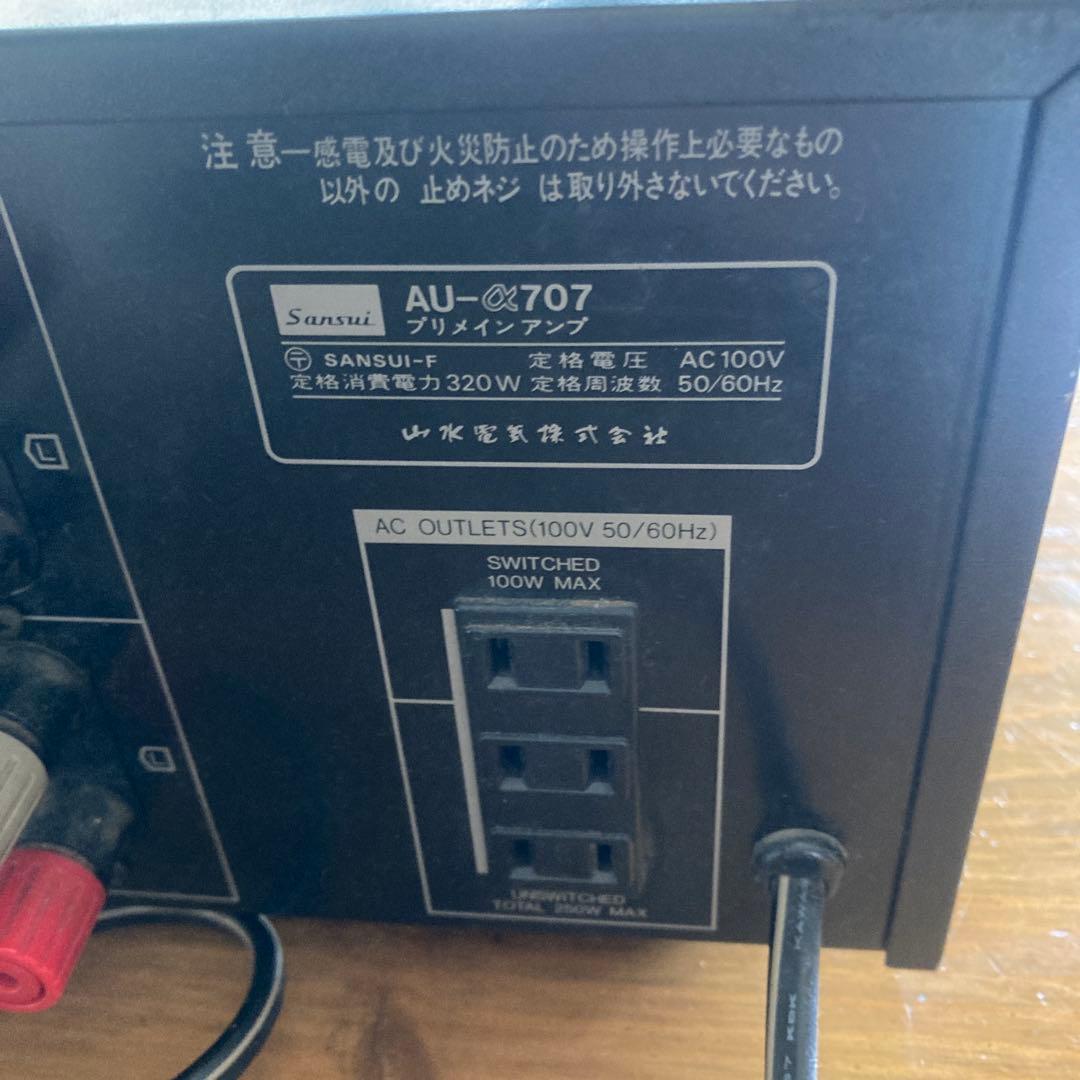 注意－感電及び火災防止のため操作上必要なもの
以外の 止めネジ は取り外さないでください。
Sansui
AU-α707
プリメインアンプ
〒 SANSUI-F 定格電圧 AC100V
定格消費電力 320W 定格周波数 50/60Hz
山水電気株式会社
L
AC OUTLETS(100V 50/60Hz)
SWITCHED
100W MAX
L
UNSWITCHED
TOTAL 250W MAX
KDK